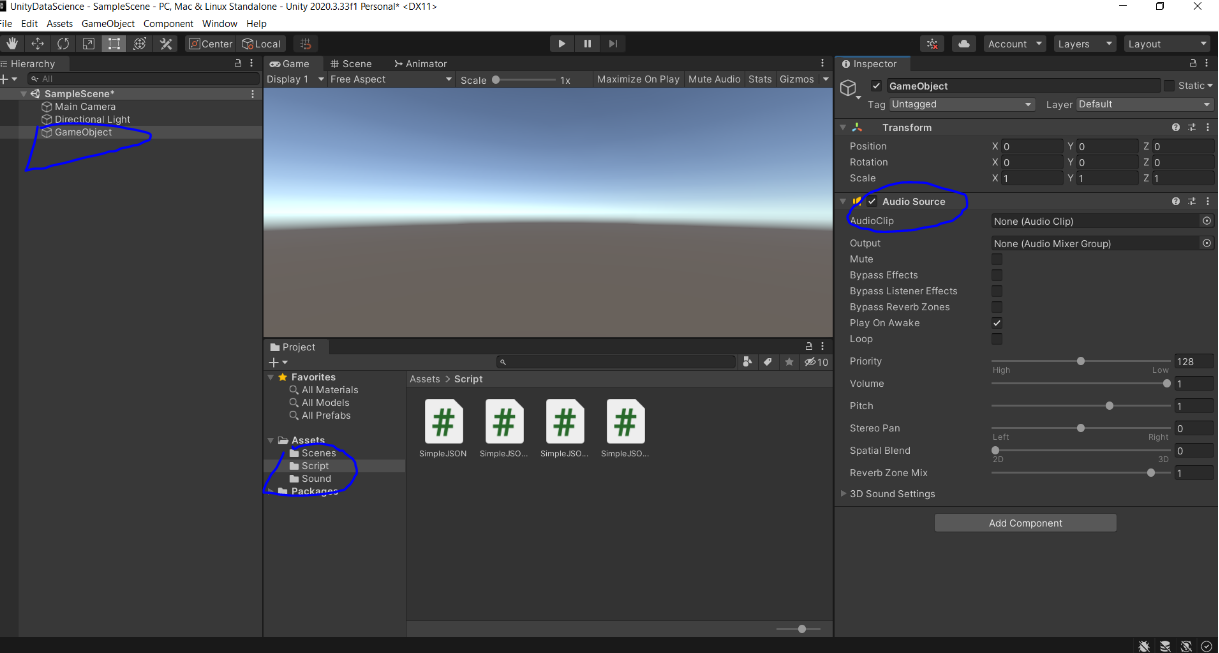 UnityDataScience - SampleScene - PC, Mac & Linux Standalone - Unity 2020.3.33f1 Personal* <DX11>
File Edit Assets GameObject Component Window Help
Center Local Account Layers Layout
Hierarchy
All
SampleScene*
Main Camera
Directional Light
GameObject
Game Scene Animator
Display 1 Free Aspect Scale 1x Maximize On Play Mute Audio Stats Gizmos
Project
10
Favorites
All Materials
All Models
All Prefabs
Assets
Scenes
Script
Sound
Packages
Assets > Script
SimpleJSON SimpleJSO... SimpleJSO... SimpleJSO...
Inspector
GameObject Static
Tag Untagged Layer Default
Transform
Position X 0 Y 0 Z 0
Rotation X 0 Y 0 Z 0
Scale X 1 Y 1 Z 1
Audio Source
AudioClip None (Audio Clip)
Output None (Audio Mixer Group)
Mute
Bypass Effects
Bypass Listener Effects
Bypass Reverb Zones
Play On Awake
Loop
Priority 128
High Low
Volume 1
Pitch 1
Stereo Pan 0
Left Right
Spatial Blend 0
2D 3D
Reverb Zone Mix 1
3D Sound Settings
Add Component